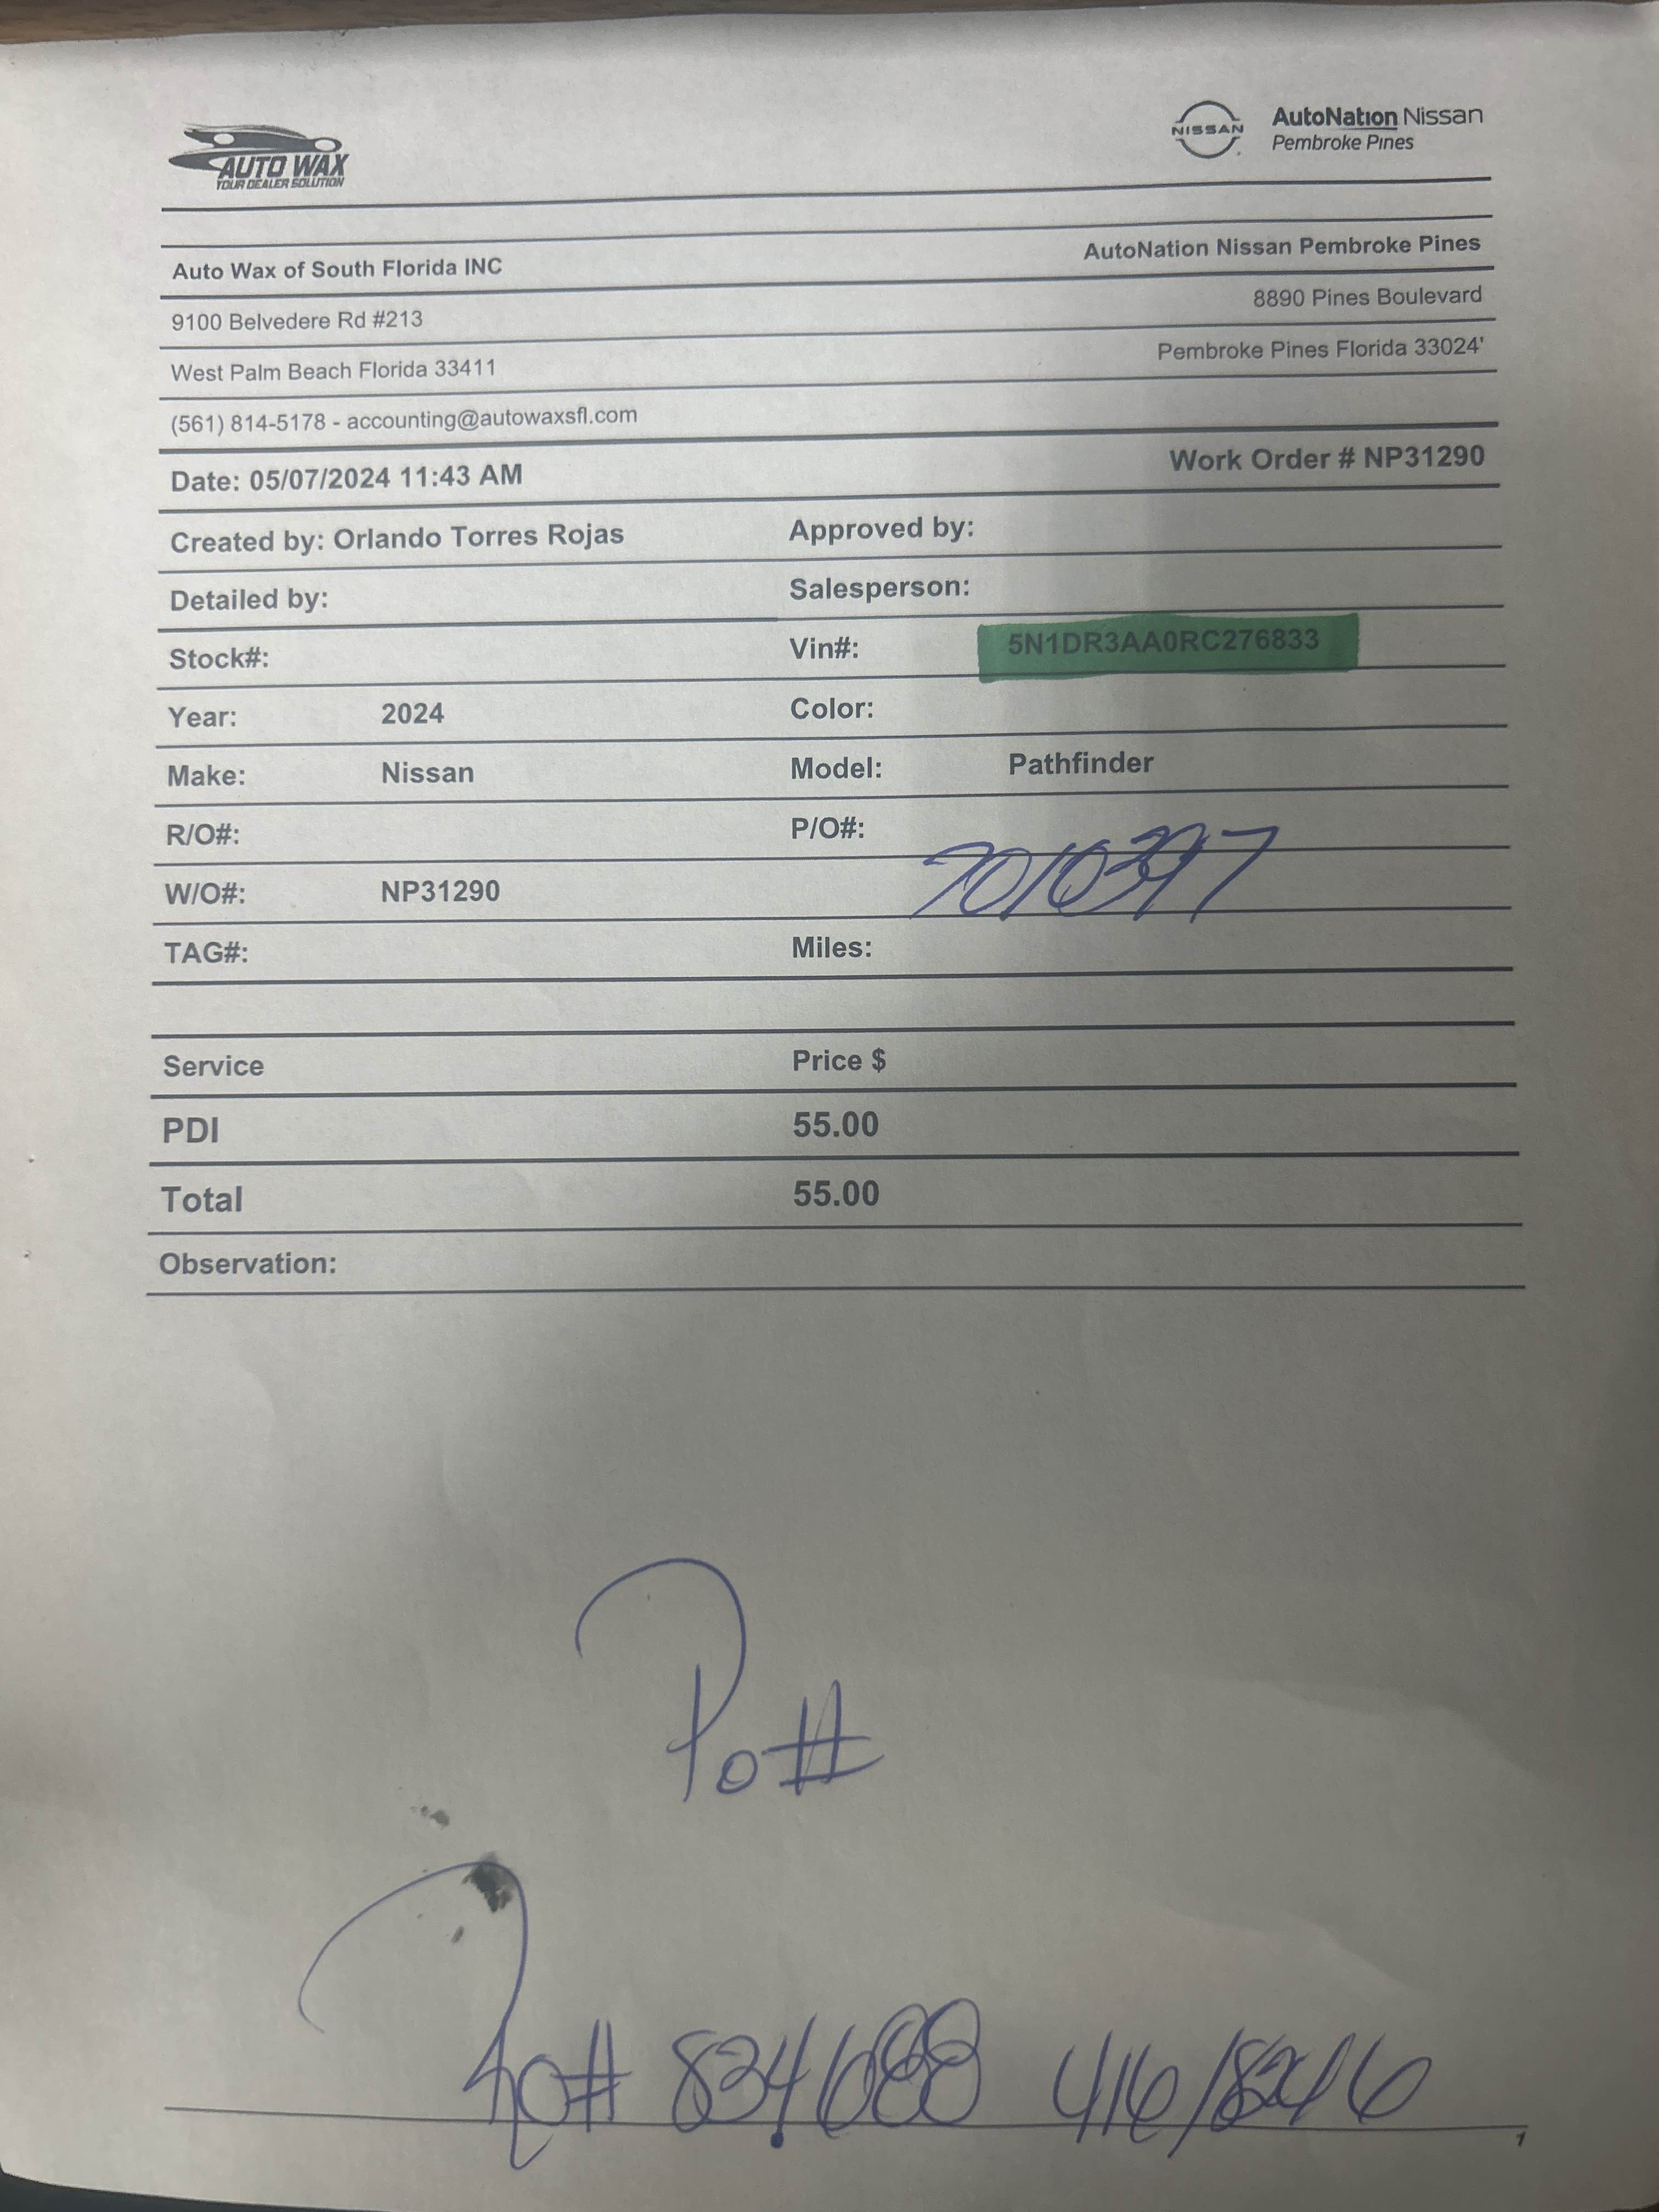 AUTO WAX
YOUR DEALER SOLUTION
NISSAN
AutoNation Nissan
Pembroke Pines
Auto Wax of South Florida INC
AutoNation Nissan Pembroke Pines
9100 Belvedere Rd #213
8890 Pines Boulevard
West Palm Beach Florida 33411
Pembroke Pines Florida 33024'
(561) 814-5178 - accounting@autowaxsfl.com
Date: 05/07/2024 11:43 AM
Work Order # NP31290
Created by: Orlando Torres Rojas
Approved by:
Detailed by:
Salesperson:
Stock#:
Vin#: 5N1DR3AA0RC276833
Year: 2024
Color:
Make: Nissan
Model: Pathfinder
R/O#:
P/O#:
W/O#: NP31290
TAG#:
Miles:
Service Price $
PDI 55.00
Total 55.00
Observation:
Po#
1